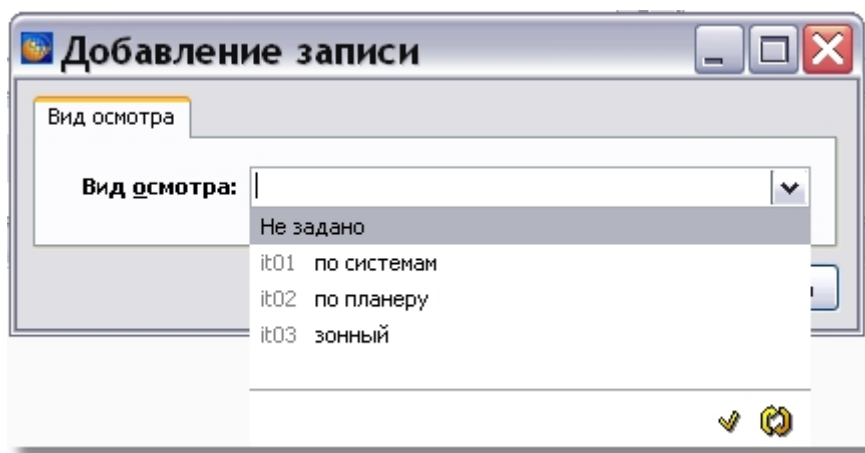 Добавление записи
Вид осмотра
Вид осмотра:
Не задано
it01 по системам
it02 по планеру
it03 зонный